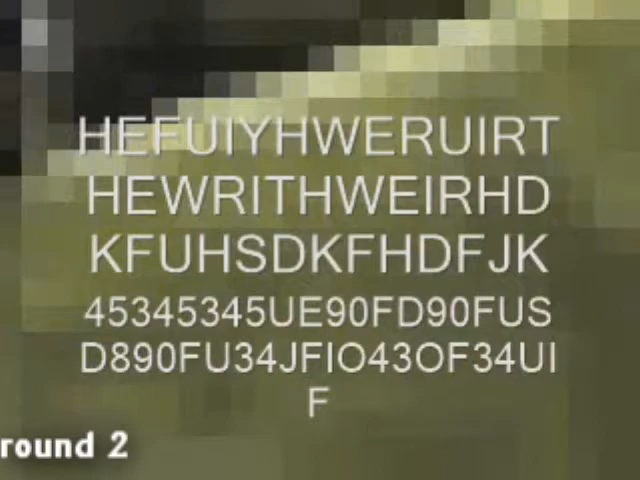 HEFUIYHWERUIRT
HEWRITHWEIRHD
KFUHSDKFHDFJK
45345345UE90FD90FUS
D890FU34JFIO43OF34UI
F
round 2